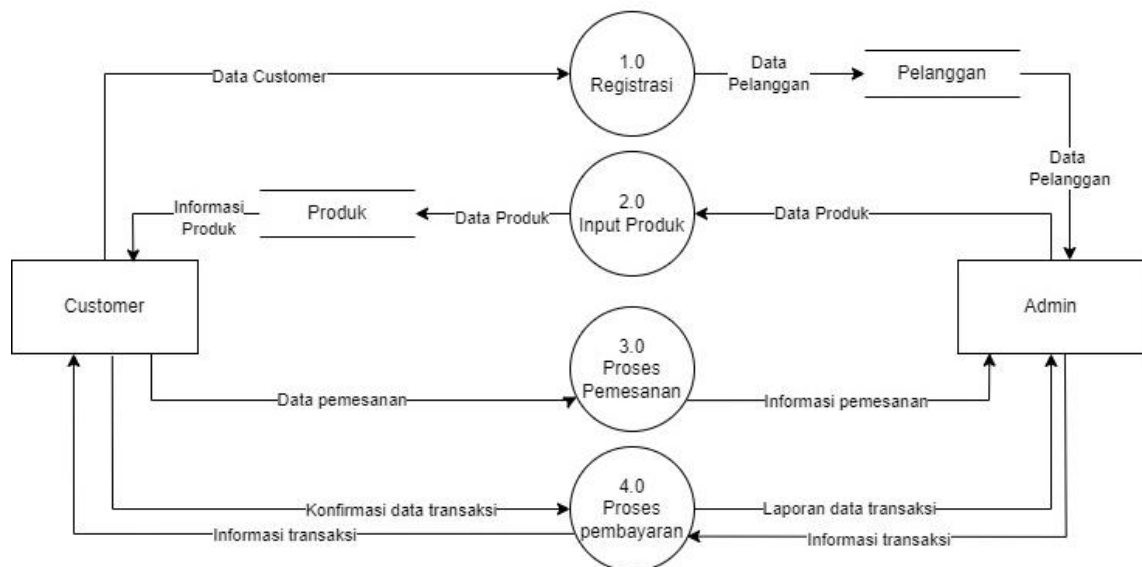 Data Customer
1.0
Registrasi
Data
Pelanggan
Pelanggan
Data
Pelanggan
Informasi
Produk
Produk
Data Produk
2.0
Input Produk
Data Produk
Customer
Admin
3.0
Proses
Pemesanan
Data pemesanan
Informasi pemesanan
4.0
Proses
pembayaran
Konfirmasi data transaksi
Laporan data transaksi
Informasi transaksi
Informasi transaksi